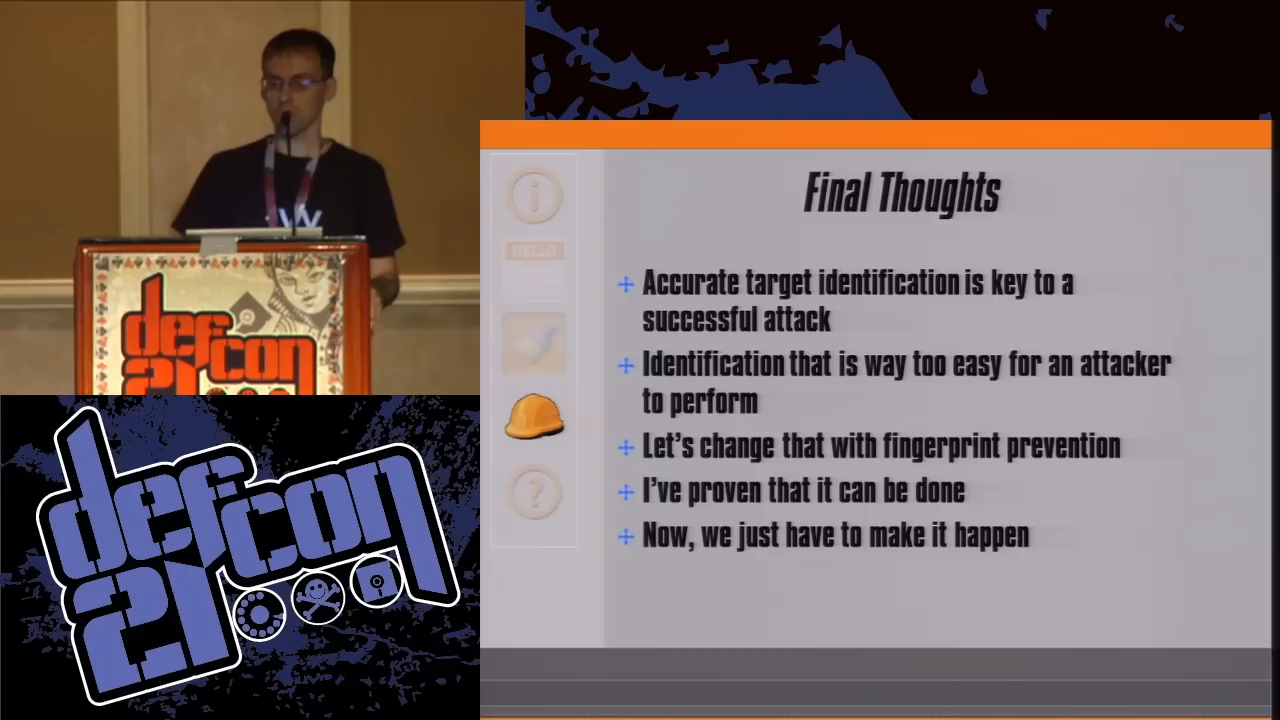 W
defcon
21
defcon
21
i
HELLO
?
Final Thoughts
Accurate target identification is key to a
successful attack
Identification that is way too easy for an attacker
to perform
Let's change that with fingerprint prevention
I've proven that it can be done
Now, we just have to make it happen